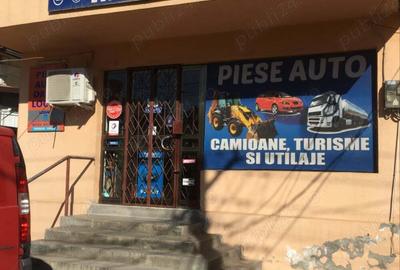 PIESE AUTO
CAMIOANE, TURISME
SI UTILAJE